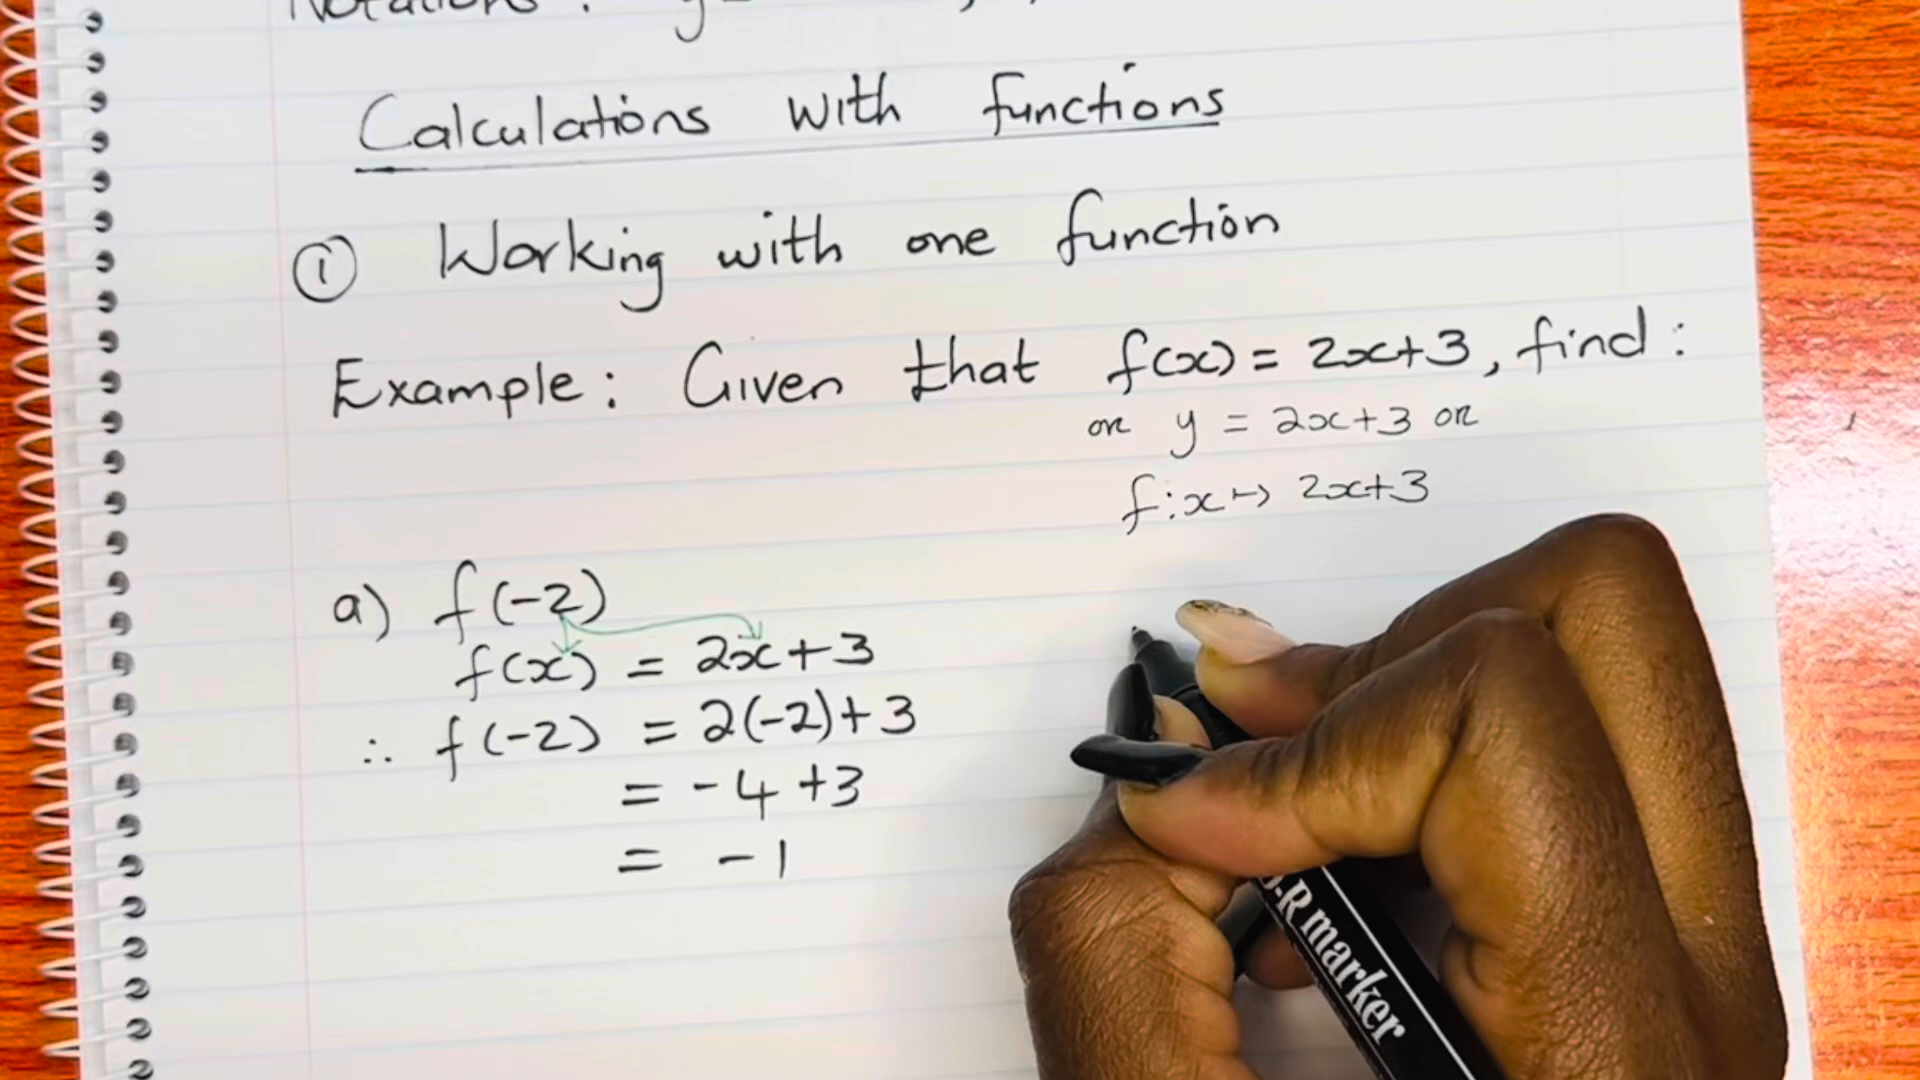 Notations : y =
Calculations with functions
① Working with one function
Example: Given that f(x) = 2x+3, find :
or y = 2x+3 or
f:x ↦ 2x+3
a) f(-2)
f(x) = 2x+3
∴ f(-2) = 2(-2)+3
= -4+3
= -1
marker